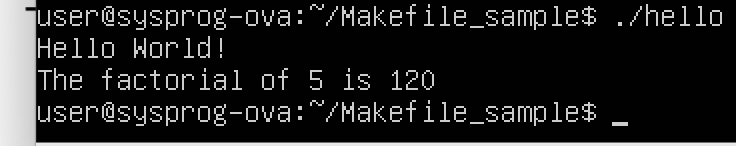 user@sysprog-ova:~/Makefile_sample$ ./hello
Hello World!
The factorial of 5 is 120
user@sysprog-ova:~/Makefile_sample$ _